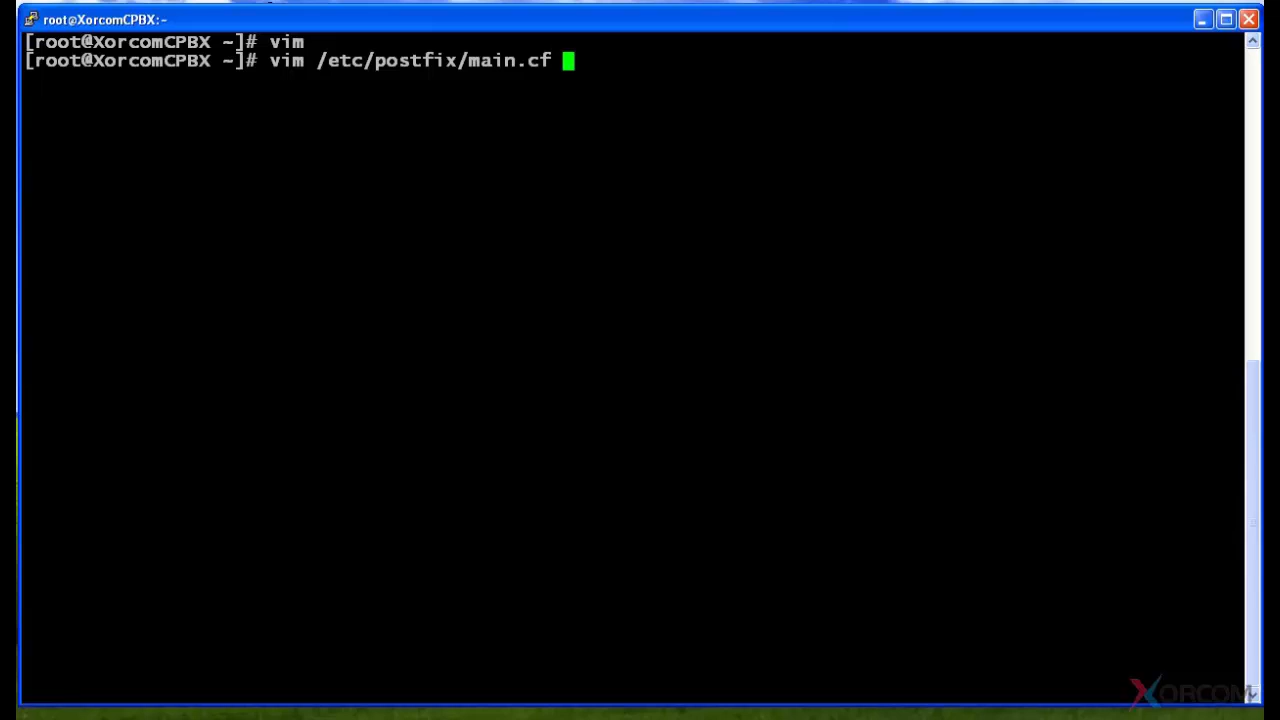 root@XorcomCPBX:~
[root@XorcomCPBX ~]# vim
[root@XorcomCPBX ~]# vim /etc/postfix/main.cf
XORCOM